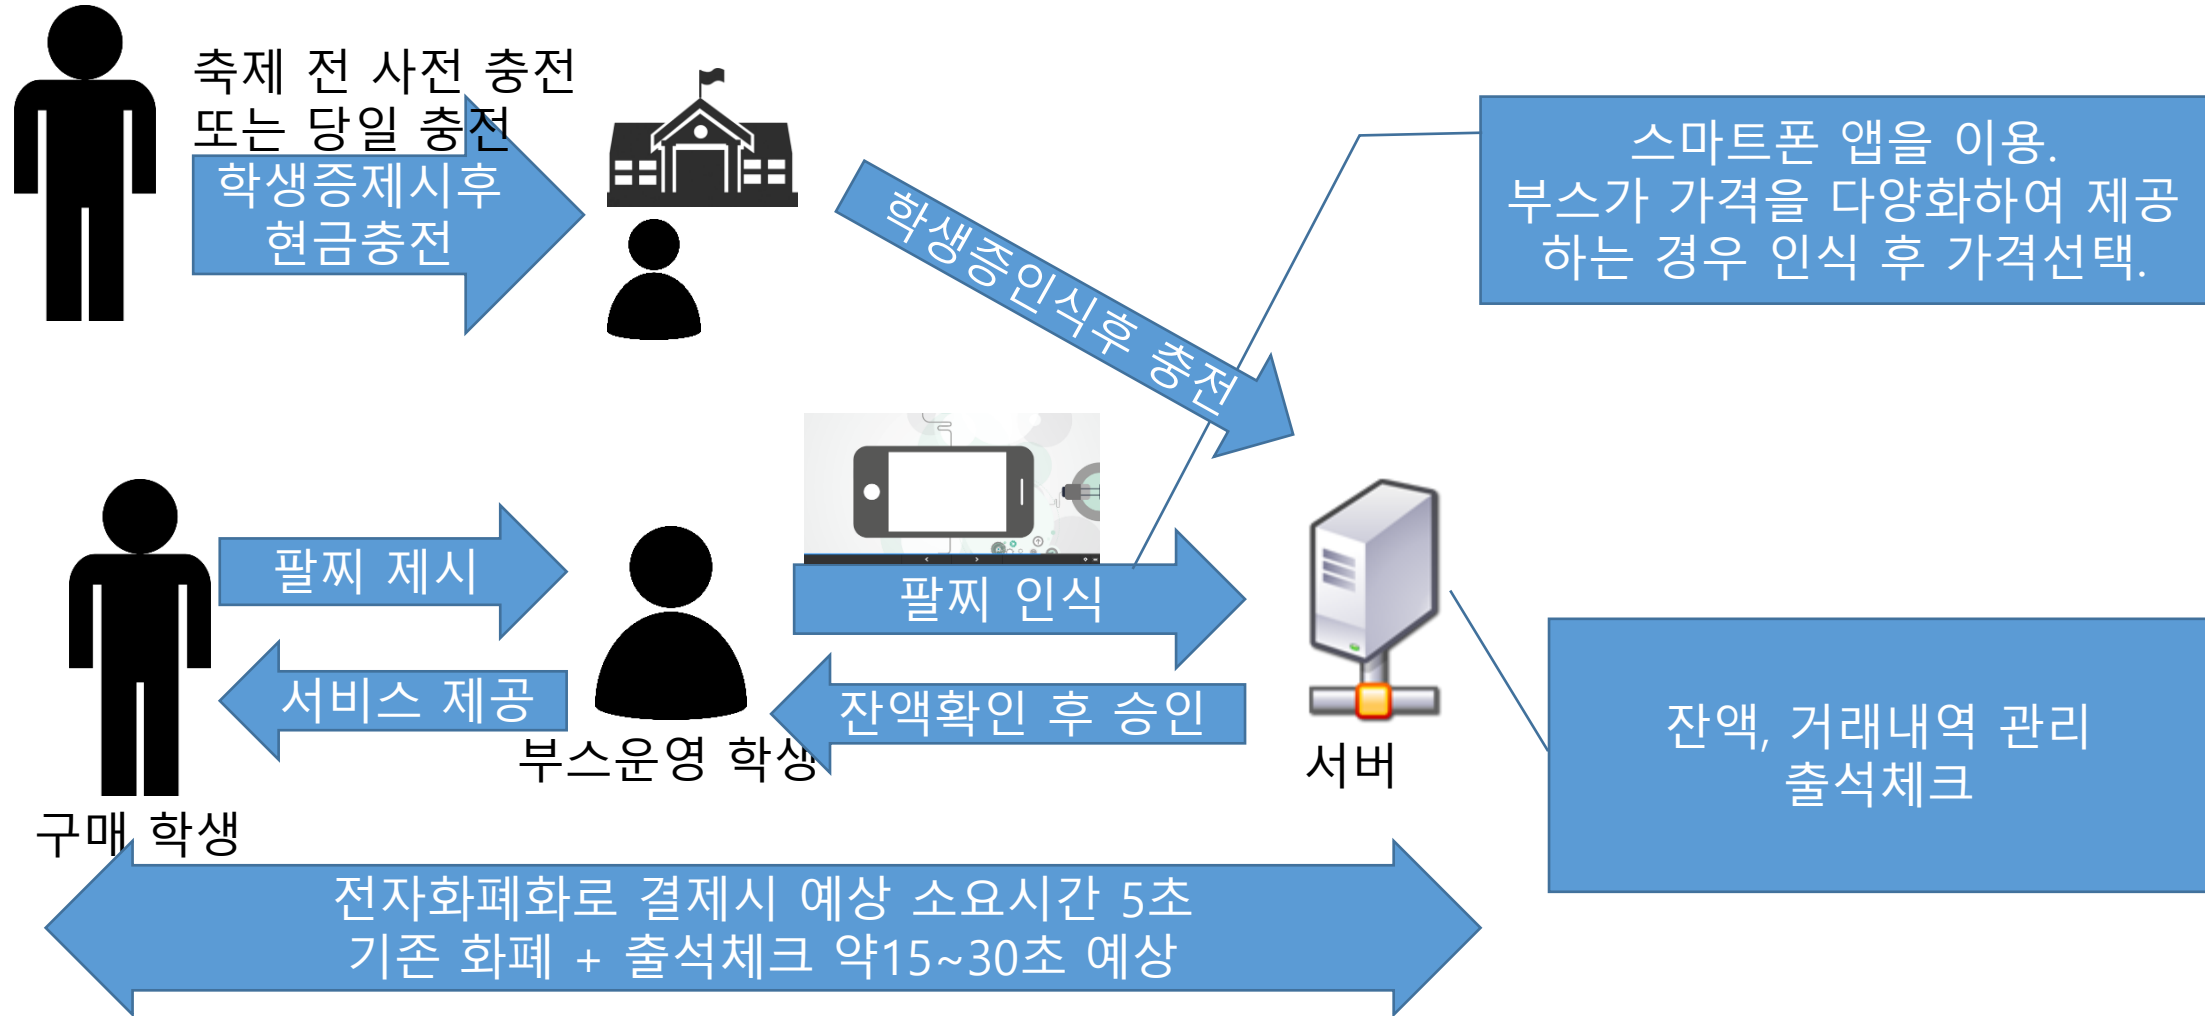 축제 전 사전 충전
또는 당일 충전
학생증제시후
현금충전
학생증인식후 충전
스마트폰 앱을 이용.
부스가 가격을 다양화하여 제공
하는 경우 인식 후 가격선택.
팔찌 제시
서비스 제공
팔찌 인식
잔액확인 후 승인
부스운영 학생
서버
구매 학생
잔액, 거래내역 관리
출석체크
전자화폐화로 결제시 예상 소요시간 5초
기존 화폐 + 출석체크 약15~30초 예상